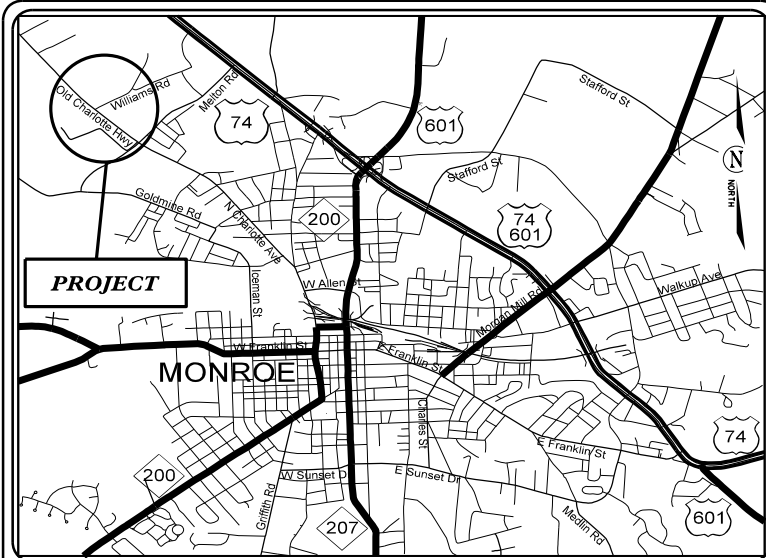 Stafford St
Williams Rd
Melton Rd
Old Charlotte Hwy
74
601
N
Stafford St
NORTH
Goldmine Rd
N Charlotte Ave
200
74
601
PROJECT
Iceman St
W Allen St
Walkup Ave
Morgan Mill Rd
W Franklin St
E Franklin St
MONROE
Charles St
74
E Franklin St
200
W Sunset Dr
E Sunset Dr
Griffith Rd
207
Medlin Rd
601